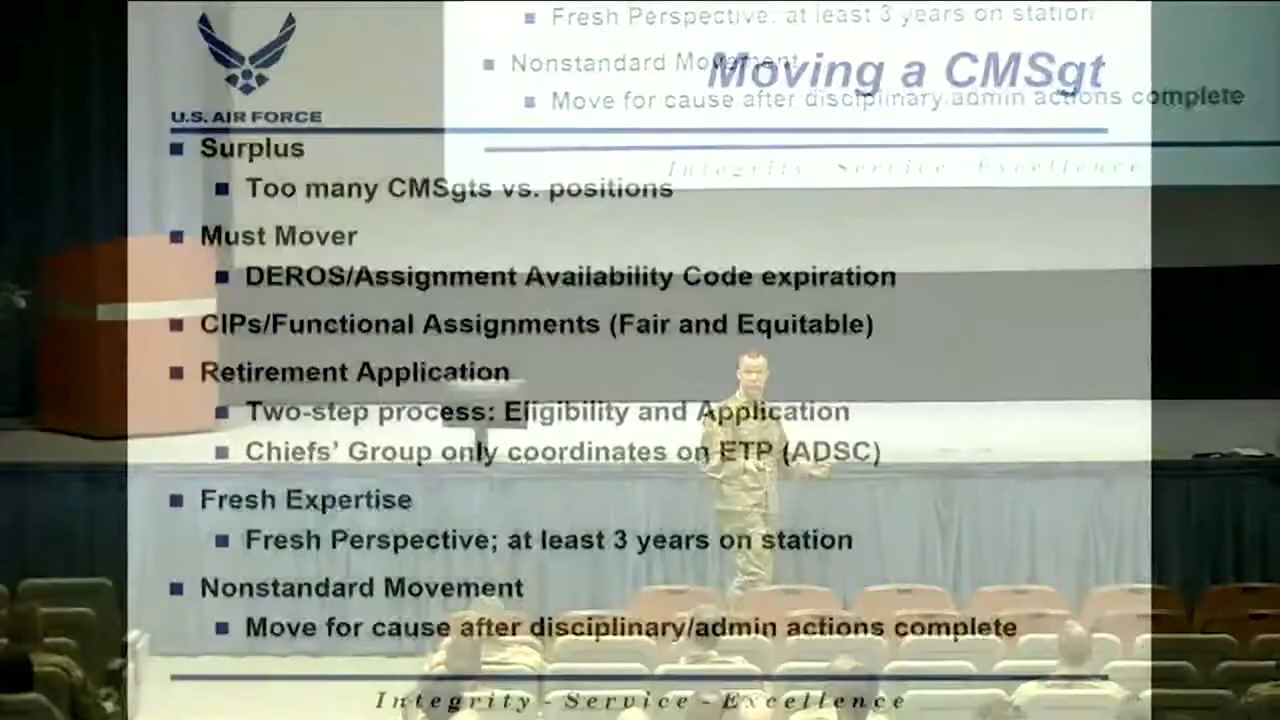 Fresh Perspective; at least 3 years on station
Nonstandard Movement
Move for cause after disciplinary/admin actions complete
Integrity Service Excellence
U.S. AIR FORCE
Moving a CMSgt
Surplus
Too many CMSgts vs. positions
Must Mover
DEROS/Assignment Availability Code expiration
CIPs/Functional Assignments (Fair and Equitable)
Retirement Application
Two-step process: Eligibility and Application
Chiefs’ Group only coordinates on ETP (ADSC)
Fresh Expertise
Fresh Perspective; at least 3 years on station
Nonstandard Movement
Move for cause after disciplinary/admin actions complete
Integrity - Service - Excellence